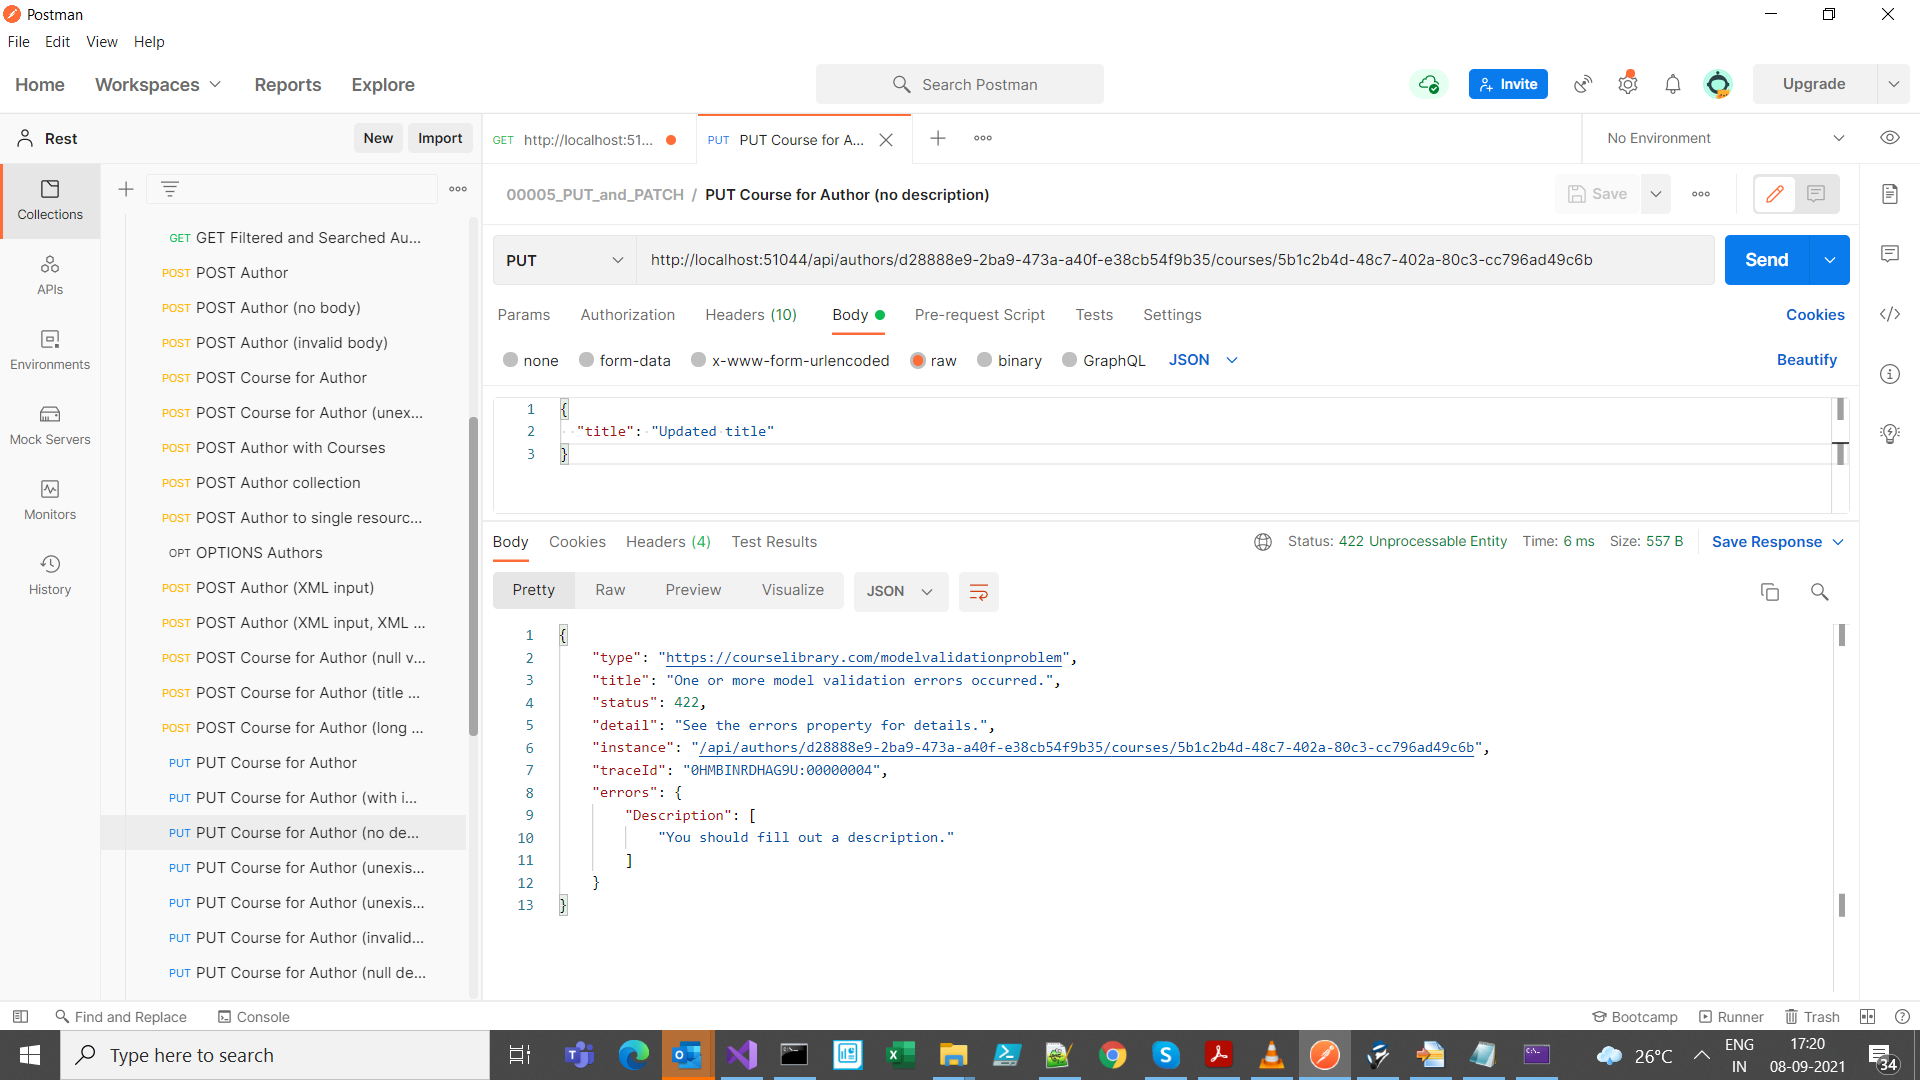 Postman
File Edit View Help
Home Workspaces Reports Explore Search Postman Invite Upgrade
Rest New Import GET http://localhost:51... PUT PUT Course for A... No Environment
00005_PUT_and_PATCH / PUT Course for Author (no description) Save
Collections
APIs
Environments
Mock Servers
Monitors
History
GET GET Filtered and Searched Au...
POST POST Author
POST POST Author (no body)
POST POST Author (invalid body)
POST POST Course for Author
POST POST Course for Author (unex...
POST POST Author with Courses
POST POST Author collection
POST POST Author to single resourc...
OPT OPTIONS Authors
POST POST Author (XML input)
POST POST Author (XML input, XML ...
POST POST Course for Author (null v...
POST POST Course for Author (title ...
POST POST Course for Author (long ...
PUT PUT Course for Author
PUT PUT Course for Author (with i...
PUT PUT Course for Author (no de...
PUT PUT Course for Author (unexis...
PUT PUT Course for Author (unexis...
PUT PUT Course for Author (invalid...
PUT PUT Course for Author (null de...
PUT http://localhost:51044/api/authors/d28888e9-2ba9-473a-a40f-e38cb54f9b35/courses/5b1c2b4d-48c7-402a-80c3-cc796ad49c6b Send
Params Authorization Headers (10) Body Pre-request Script Tests Settings Cookies
none form-data x-www-form-urlencoded raw binary GraphQL JSON Beautify
1 {
2 "title": "Updated title"
3 }
Body Cookies Headers (4) Test Results Status: 422 Unprocessable Entity Time: 6 ms Size: 557 B Save Response
Pretty Raw Preview Visualize JSON
1 {
2 "type": "https://courselibrary.com/modelvalidationproblem",
3 "title": "One or more model validation errors occurred.",
4 "status": 422,
5 "detail": "See the errors property for details.",
6 "instance": "/api/authors/d28888e9-2ba9-473a-a40f-e38cb54f9b35/courses/5b1c2b4d-48c7-402a-80c3-cc796ad49c6b",
7 "traceId": "0HMBINRDHAG9U:00000004",
8 "errors": {
9 "Description": [
10 "You should fill out a description."
11 ]
12 }
13 }
Find and Replace Console Bootcamp Runner Trash
Type here to search 26°C ENG 17:20
IN 08-09-2021 34